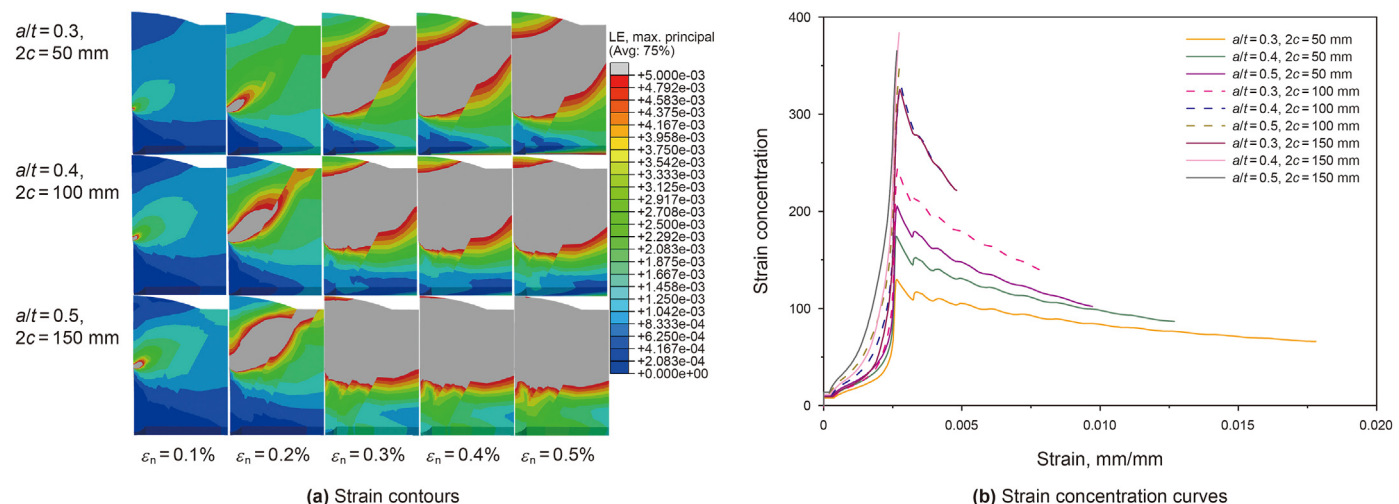 a/t = 0.3,
2c = 50 mm
a/t = 0.4,
2c = 100 mm
a/t = 0.5,
2c = 150 mm
LE, max. principal
(Avg: 75%)
+5.000e-03
+4.792e-03
+4.583e-03
+4.375e-03
+4.167e-03
+3.958e-03
+3.750e-03
+3.542e-03
+3.333e-03
+3.125e-03
+2.917e-03
+2.708e-03
+2.500e-03
+2.292e-03
+2.083e-03
+1.875e-03
+1.667e-03
+1.458e-03
+1.250e-03
+1.042e-03
+8.333e-04
+6.250e-04
+4.167e-04
+2.083e-04
+0.000e+00
εn = 0.1% εn = 0.2% εn = 0.3% εn = 0.4% εn = 0.5%
(a) Strain contours
Strain concentration
400
300
200
100
0
0 0.005 0.010 0.015 0.020
Strain, mm/mm
a/t = 0.3, 2c = 50 mm
a/t = 0.4, 2c = 50 mm
a/t = 0.5, 2c = 50 mm
a/t = 0.3, 2c = 100 mm
a/t = 0.4, 2c = 100 mm
a/t = 0.5, 2c = 100 mm
a/t = 0.3, 2c = 150 mm
a/t = 0.4, 2c = 150 mm
a/t = 0.5, 2c = 150 mm
(b) Strain concentration curves